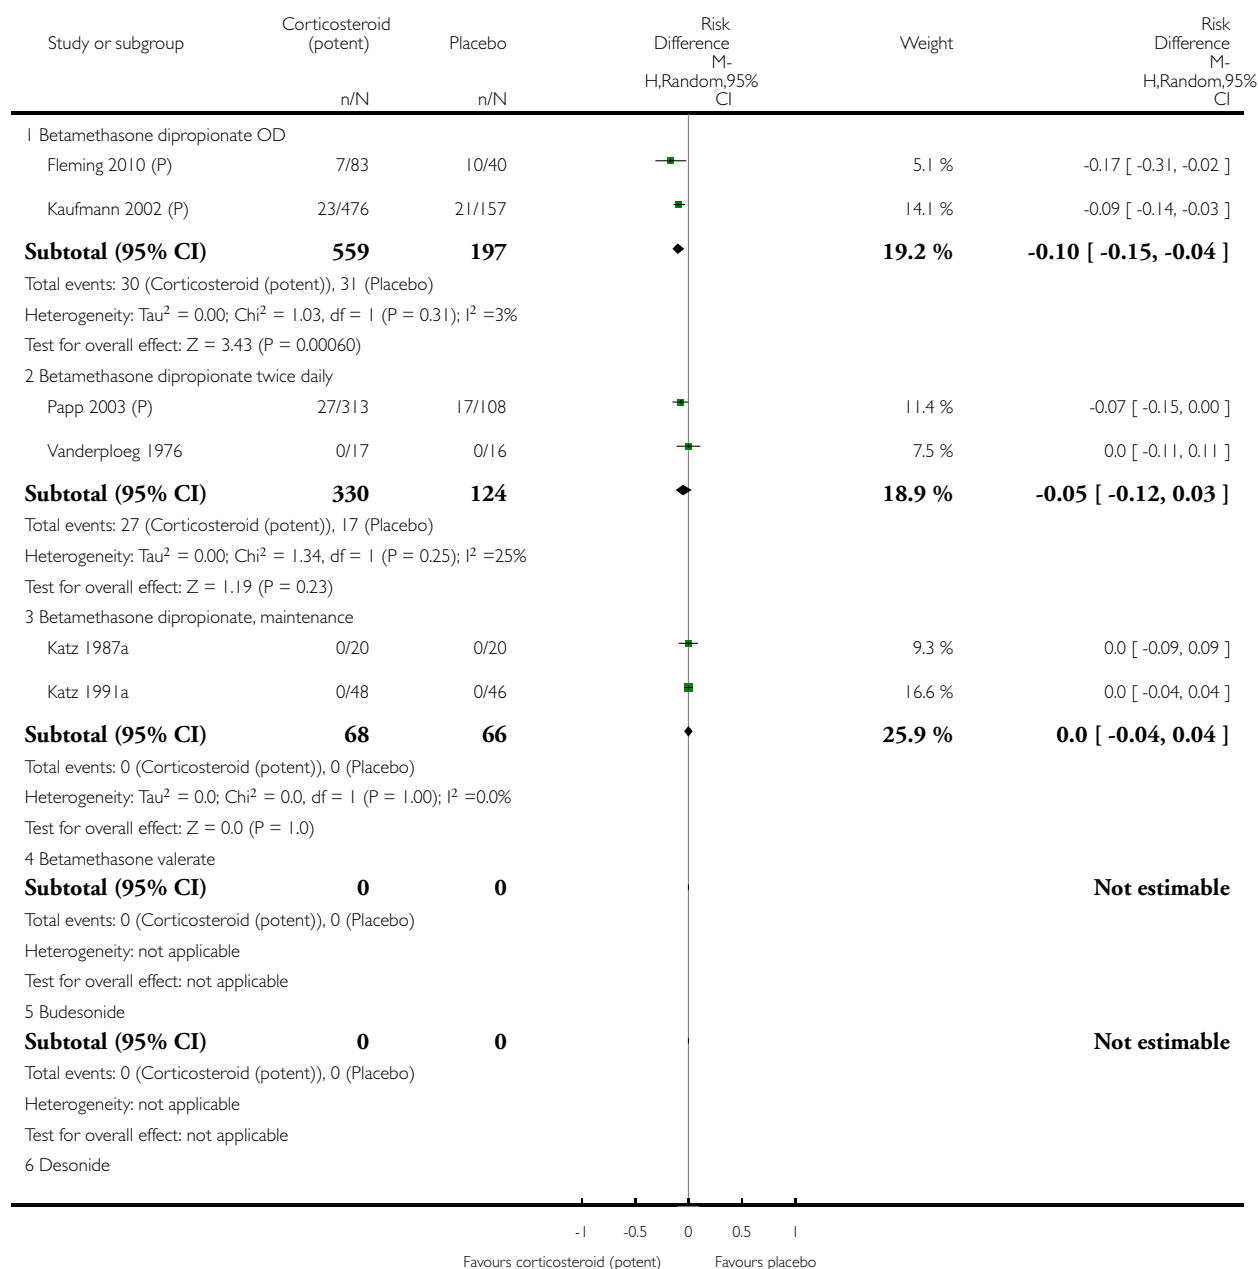 Study or subgroup Corticosteroid (potent) Placebo Risk Difference Weight Risk Difference
M-H,Random,95% CI M-H,Random,95% CI
n/N n/N
1 Betamethasone dipropionate OD
Fleming 2010 (P) 7/83 10/40 5.1 % -0.17 [ -0.31, -0.02 ]
Kaufmann 2002 (P) 23/476 21/157 14.1 % -0.09 [ -0.14, -0.03 ]
Subtotal (95% CI) 559 197 19.2 % -0.10 [ -0.15, -0.04 ]
Total events: 30 (Corticosteroid (potent)), 31 (Placebo)
Heterogeneity: Tau² = 0.00; Chi² = 1.03, df = 1 (P = 0.31); I² =3%
Test for overall effect: Z = 3.43 (P = 0.00060)
2 Betamethasone dipropionate twice daily
Papp 2003 (P) 27/313 17/108 11.4 % -0.07 [ -0.15, 0.00 ]
Vanderploeg 1976 0/17 0/16 7.5 % 0.0 [ -0.11, 0.11 ]
Subtotal (95% CI) 330 124 18.9 % -0.05 [ -0.12, 0.03 ]
Total events: 27 (Corticosteroid (potent)), 17 (Placebo)
Heterogeneity: Tau² = 0.00; Chi² = 1.34, df = 1 (P = 0.25); I² =25%
Test for overall effect: Z = 1.19 (P = 0.23)
3 Betamethasone dipropionate, maintenance
Katz 1987a 0/20 0/20 9.3 % 0.0 [ -0.09, 0.09 ]
Katz 1991a 0/48 0/46 16.6 % 0.0 [ -0.04, 0.04 ]
Subtotal (95% CI) 68 66 25.9 % 0.0 [ -0.04, 0.04 ]
Total events: 0 (Corticosteroid (potent)), 0 (Placebo)
Heterogeneity: Tau² = 0.0; Chi² = 0.0, df = 1 (P = 1.00); I² =0.0%
Test for overall effect: Z = 0.0 (P = 1.0)
4 Betamethasone valerate
Subtotal (95% CI) 0 0 Not estimable
Total events: 0 (Corticosteroid (potent)), 0 (Placebo)
Heterogeneity: not applicable
Test for overall effect: not applicable
5 Budesonide
Subtotal (95% CI) 0 0 Not estimable
Total events: 0 (Corticosteroid (potent)), 0 (Placebo)
Heterogeneity: not applicable
Test for overall effect: not applicable
6 Desonide
-1 -0.5 0 0.5 1
Favours corticosteroid (potent) Favours placebo